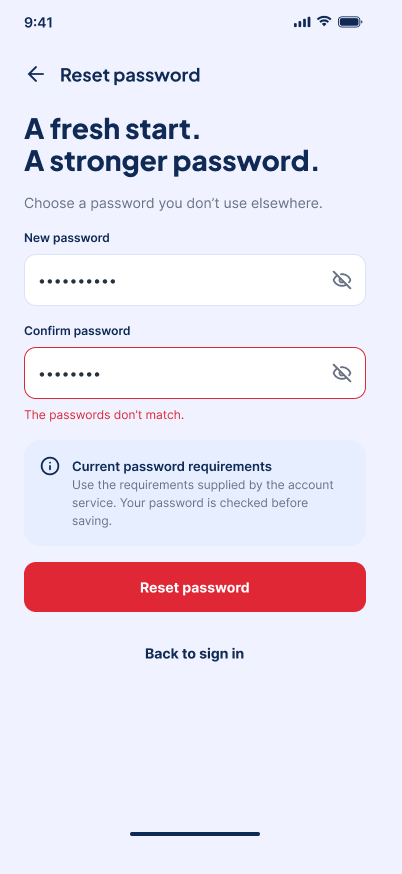 9:41
Reset password
A fresh start.
A stronger password.
Choose a password you don’t use elsewhere.
New password
••••••••••
Confirm password
••••••••
The passwords don't match.
Current password requirements
Use the requirements supplied by the account
service. Your password is checked before
saving.
Reset password
Back to sign in